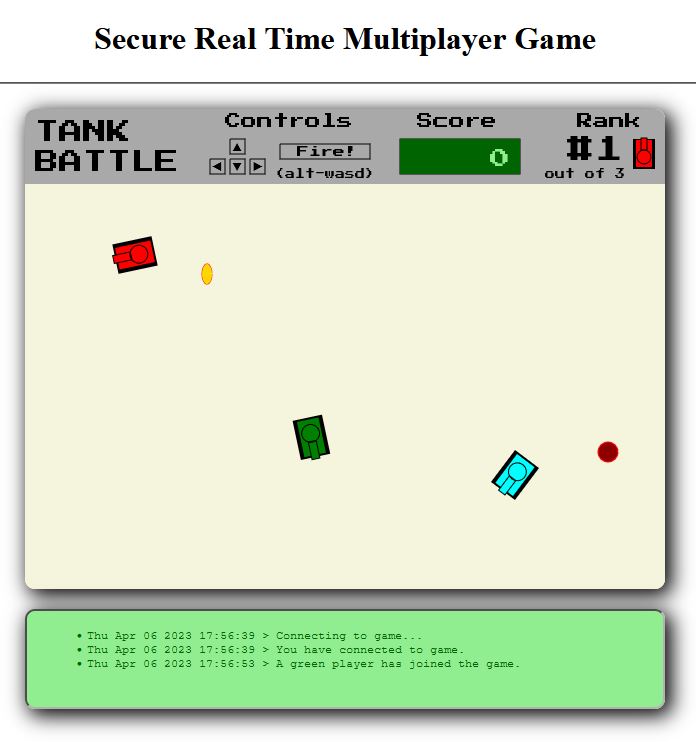 Secure Real Time Multiplayer Game
TANK
BATTLE
Controls
▲
◀ ▼ ▶
Fire!
(alt-wasd)
Score
0
Rank
#1
out of 3
• Thu Apr 06 2023 17:56:39 > Connecting to game...
• Thu Apr 06 2023 17:56:39 > You have connected to game.
• Thu Apr 06 2023 17:56:53 > A green player has joined the game.